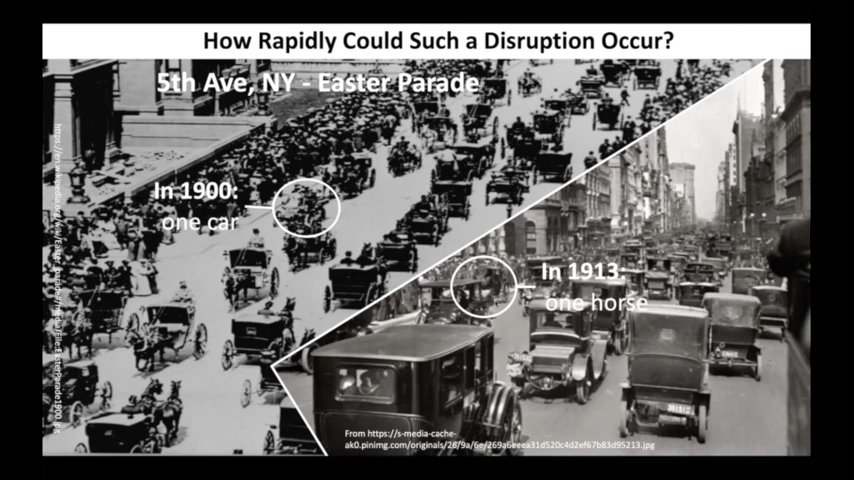 How Rapidly Could Such a Disruption Occur?
5th Ave, NY - Easter Parade
In 1900:
one car
In 1913:
one horse
From https://s-media-cache-
ak0.pinimg.com/originals/26/9a/6e/269a6eeea31d520c4d2ef67b83d95213.jpg